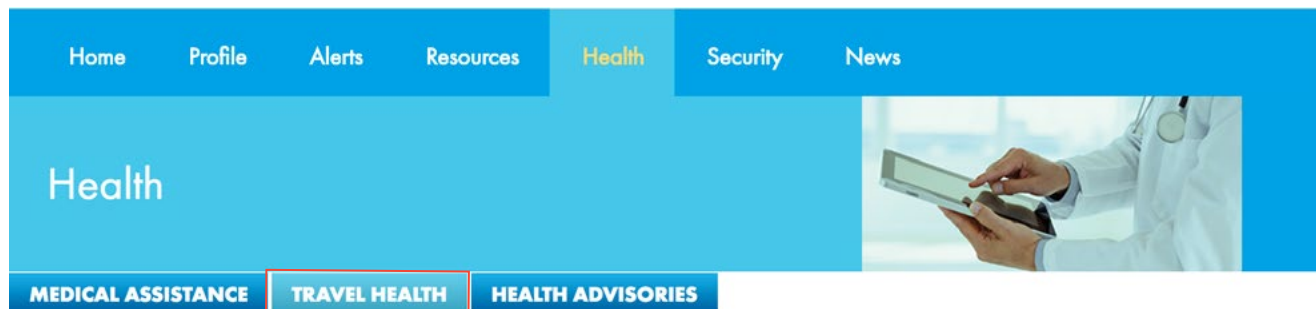 Home Profile Alerts Resources Health Security News
Health
MEDICAL ASSISTANCE TRAVEL HEALTH HEALTH ADVISORIES